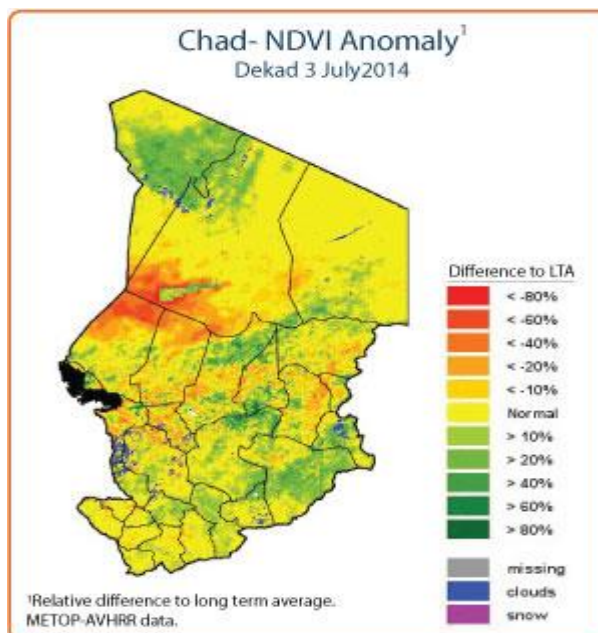 Chad- NDVI Anomaly¹
Dekad 3 July2014
Difference to LTA
< -80%
< -60%
< -40%
< -20%
< -10%
Normal
> 10%
> 20%
> 40%
> 60%
> 80%
missing
clouds
snow
¹Relative difference to long term average.
METOP-AVHRR data.